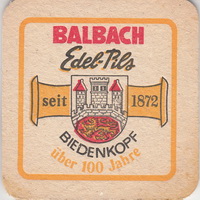 BALBACH
Edel-Pils
seit 1872
BIEDENKOPF
über 100 Jahre